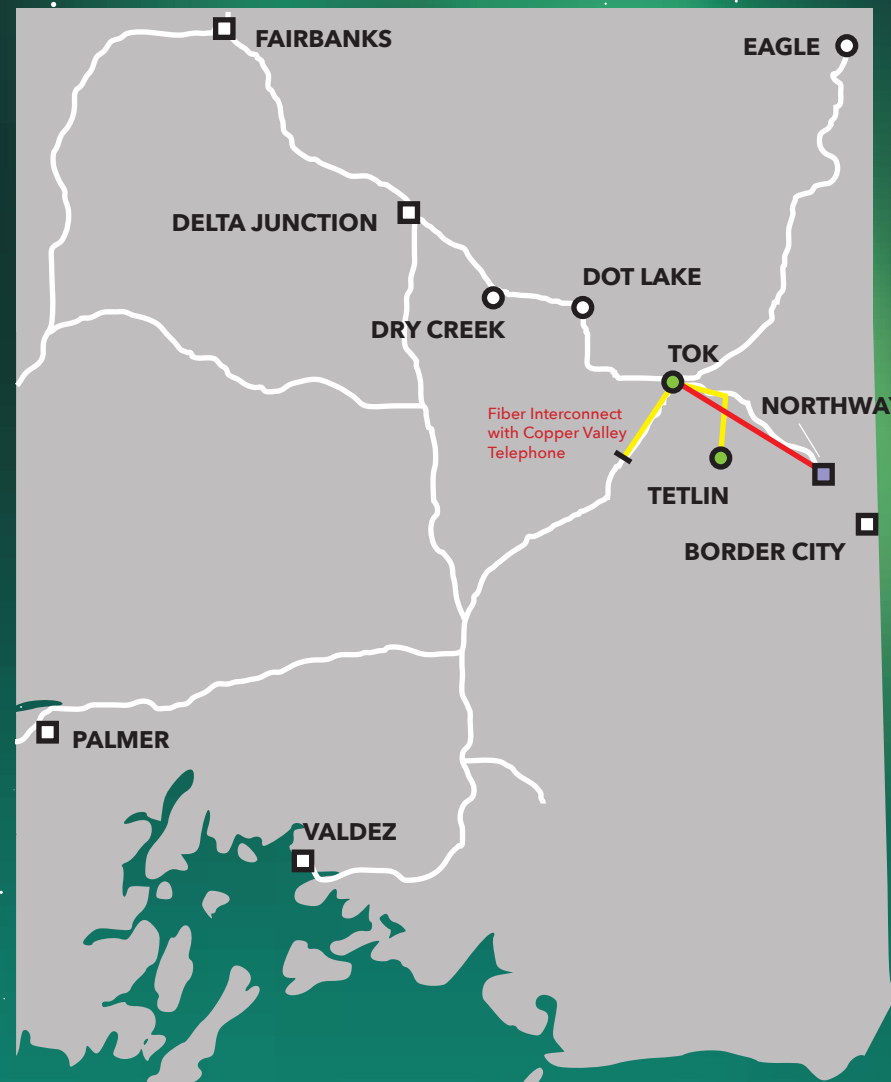 FAIRBANKS
EAGLE
DELTA JUNCTION
DOT LAKE
DRY CREEK
TOK
NORTHWAY
Fiber Interconnect
with Copper Valley
Telephone
TETLIN
BORDER CITY
PALMER
VALDEZ